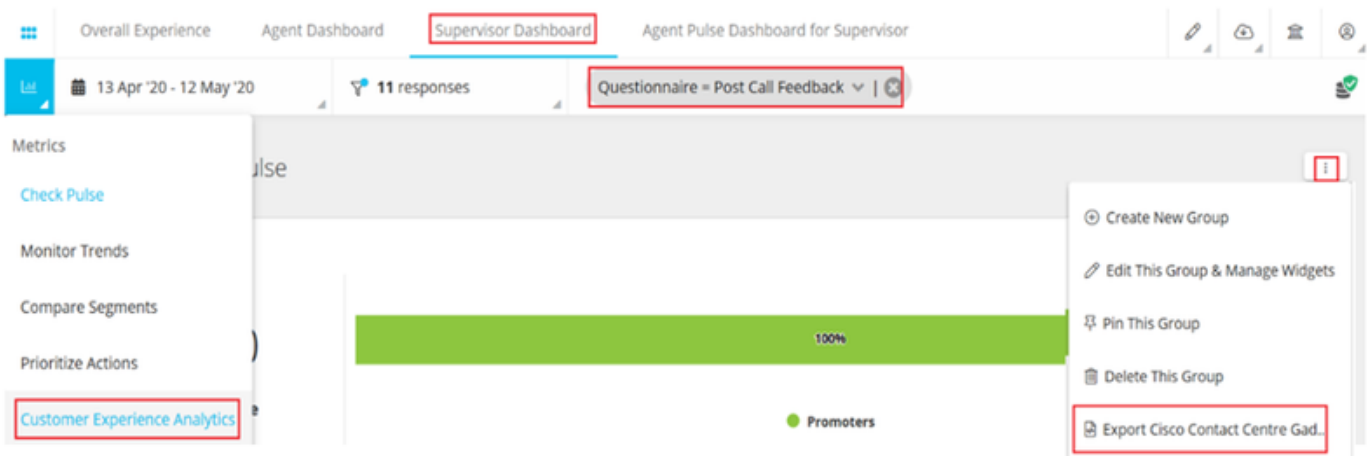 Overall Experience Agent Dashboard Supervisor Dashboard Agent Pulse Dashboard for Supervisor
13 Apr '20 - 12 May '20 11 responses Questionnaire = Post Call Feedback |
Metrics
Check Pulse
Monitor Trends
Compare Segments
Prioritize Actions
Customer Experience Analytics
ulse
)
e
100%
Promoters
Create New Group
Edit This Group & Manage Widgets
Pin This Group
Delete This Group
Export Cisco Contact Centre Gad..